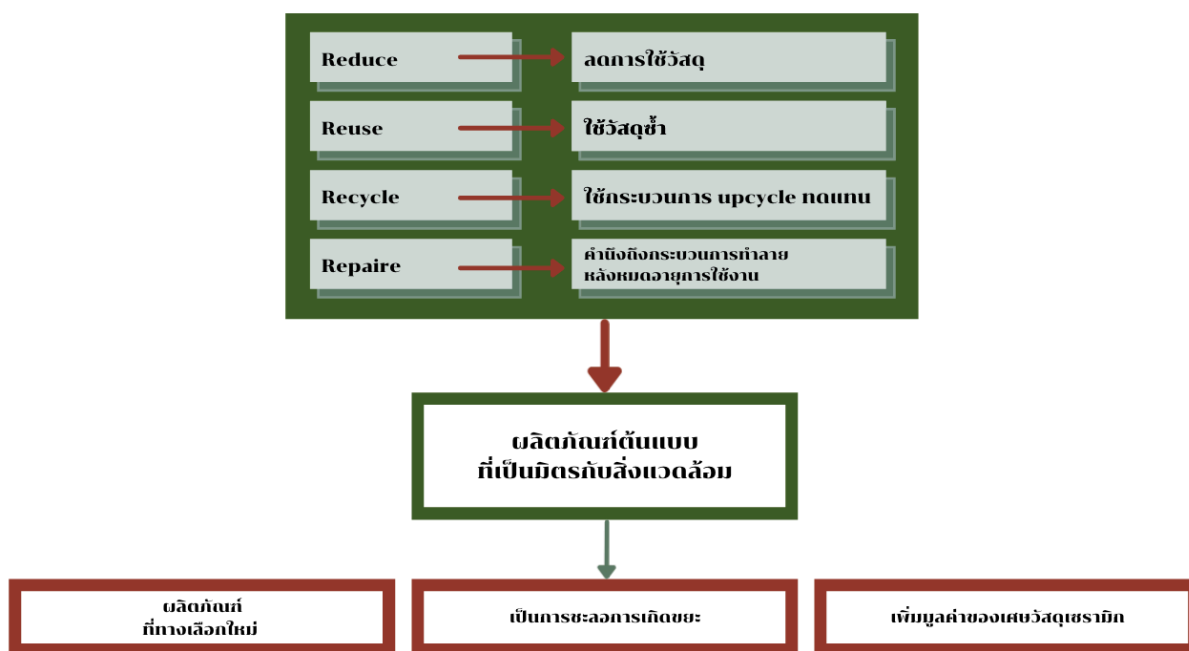 Reduce
ลดการใช้วัสดุ
Reuse
ใช้วัสดุซ้ำ
Recycle
ใช้กระบวนการ upcycle ทดแทน
Repaire
คำนึงถึงกระบวนการทำลาย
หลังหมดอายุการใช้งาน
ผลิตภัณฑ์ต้นแบบ
ที่เป็นมิตรกับสิ่งแวดล้อม
ผลิตภัณฑ์
ที่ทางเลือกใหม่
เป็นการชะลอการเกิดขยะ
เพิ่มมูลค่าของเศษวัสดุเซรามิก